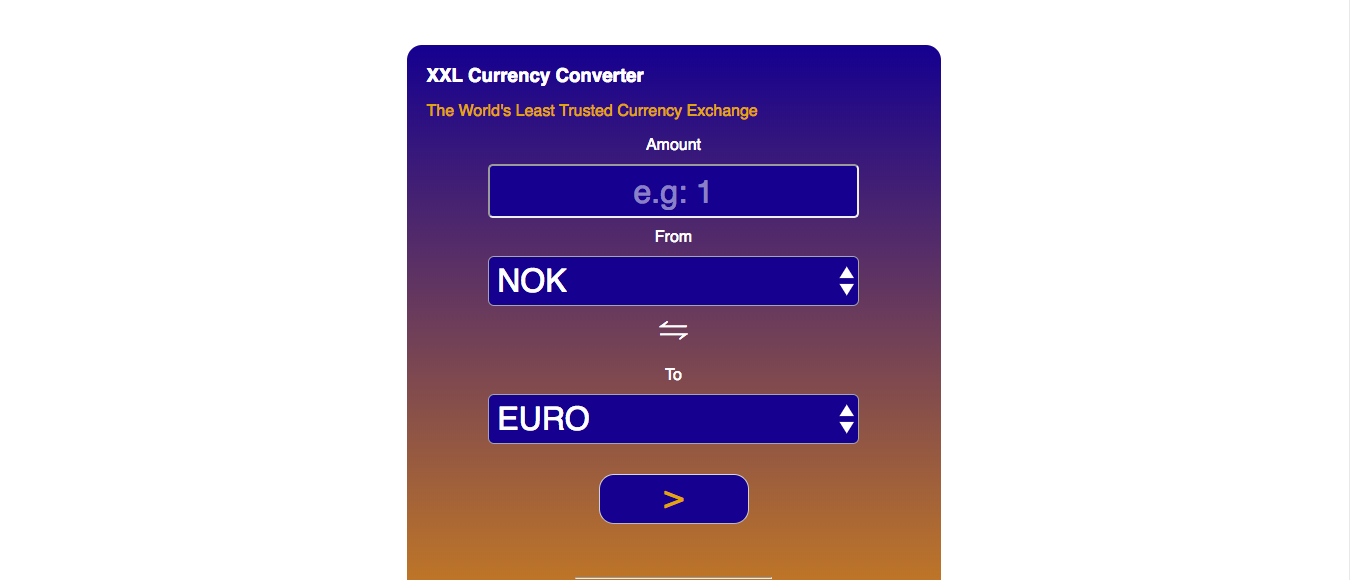 XXL Currency Converter
The World's Least Trusted Currency Exchange
Amount
e.g: 1
From
NOK
To
EURO
>